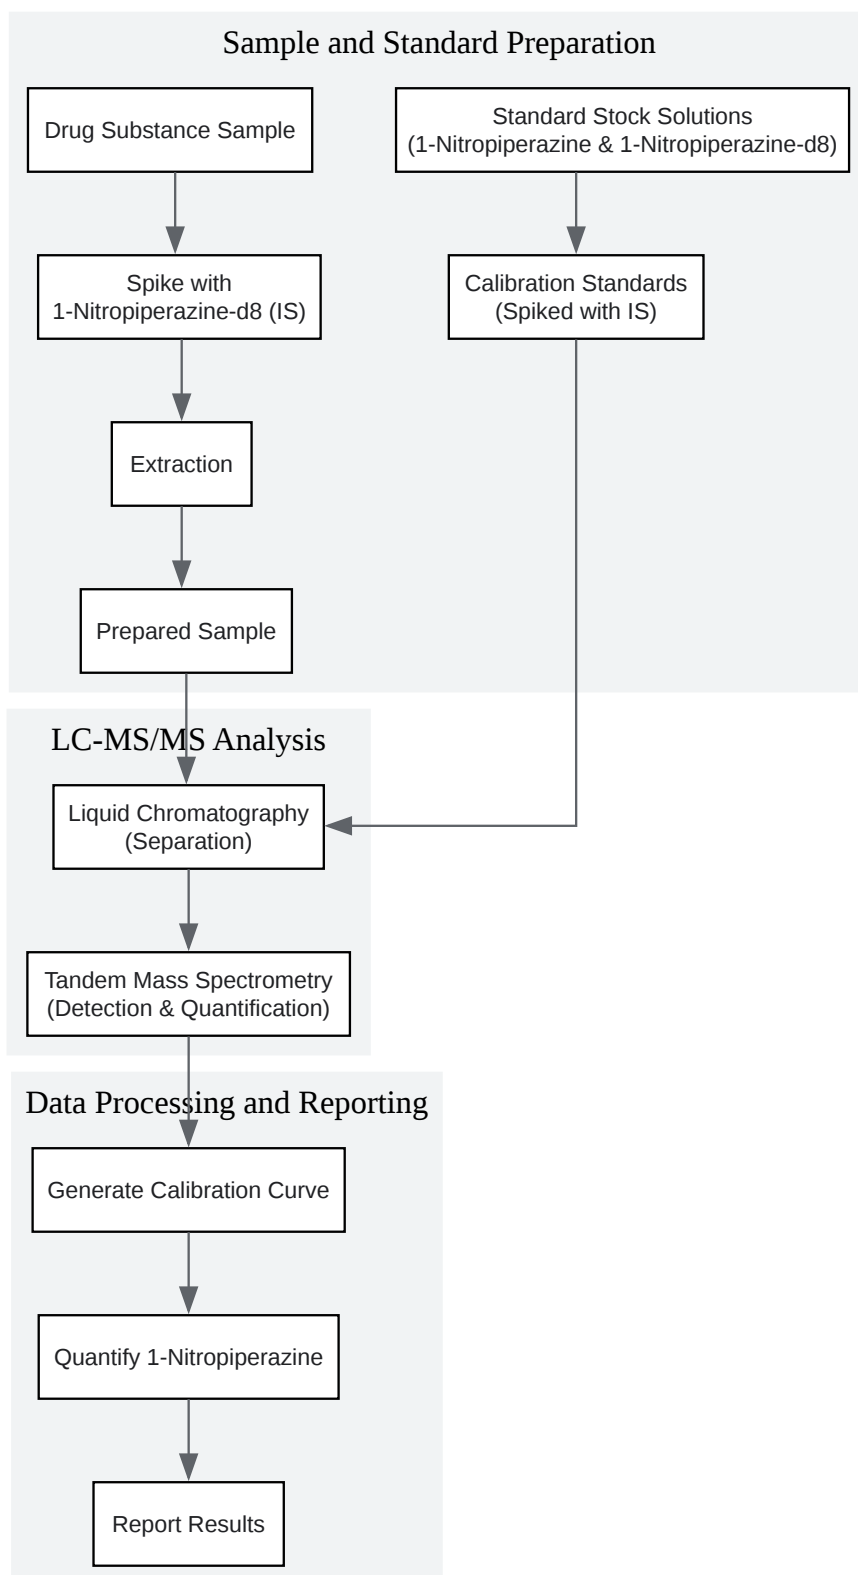 Sample and Standard Preparation
Drug Substance Sample
Standard Stock Solutions
(1-Nitropiperazine & 1-Nitropiperazine-d8)
Spike with
1-Nitropiperazine-d8 (IS)
Calibration Standards
(Spiked with IS)
Extraction
Prepared Sample
LC-MS/MS Analysis
Liquid Chromatography
(Separation)
Tandem Mass Spectrometry
(Detection & Quantification)
Data Processing and Reporting
Generate Calibration Curve
Quantify 1-Nitropiperazine
Report Results